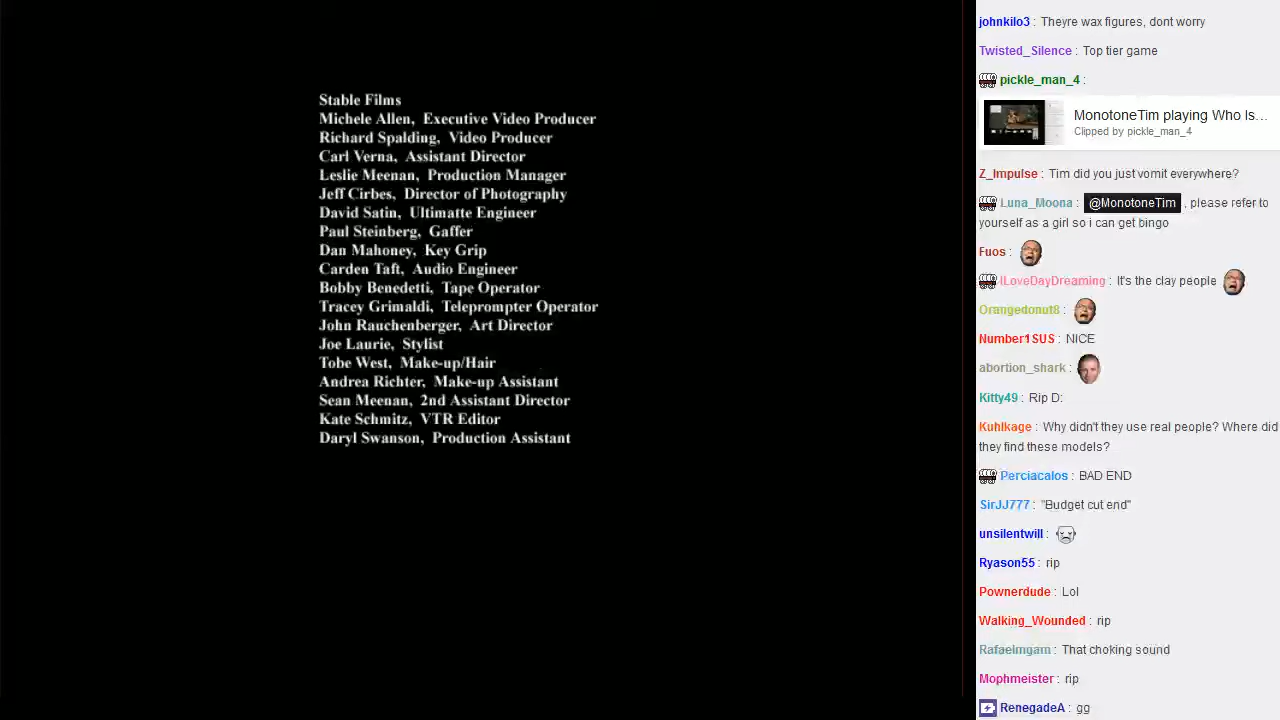 Stable Films
Michele Allen, Executive Video Producer
Richard Spalding, Video Producer
Carl Verna, Assistant Director
Leslie Meenan, Production Manager
Jeff Cirbes, Director of Photography
David Satin, Ultimatte Engineer
Paul Steinberg, Gaffer
Dan Mahoney, Key Grip
Carden Taft, Audio Engineer
Bobby Benedetti, Tape Operator
Tracey Grimaldi, Teleprompter Operator
John Rauchenberger, Art Director
Joe Laurie, Stylist
Tobe West, Make-up/Hair
Andrea Richter, Make-up Assistant
Sean Meenan, 2nd Assistant Director
Kate Schmitz, VTR Editor
Daryl Swanson, Production Assistant
johnkilo3 : Theyre wax figures, dont worry
Twisted_Silence : Top tier game
pickle_man_4 :
MonotoneTim playing Who Is...
Clipped by pickle_man_4
Z_Impulse : Tim did you just vomit everywhere?
Luna_Moona : @MonotoneTim , please refer to
yourself as a girl so i can get bingo
Fuos :
ILoveDayDreaming : It's the clay people
Orangedonut8 :
Number1SUS : NICE
abortion_shark :
Kitty49 : Rip D:
Kuhlkage : Why didn't they use real people? Where did
they find these models?
Perciacalos : BAD END
SirJJ777 : "Budget cut end"
unsilentwill :
Ryason55 : rip
Pownerdude : Lol
Walking_Wounded : rip
Rafaelmgam : That choking sound
Mophmeister : rip
RenegadeA : gg